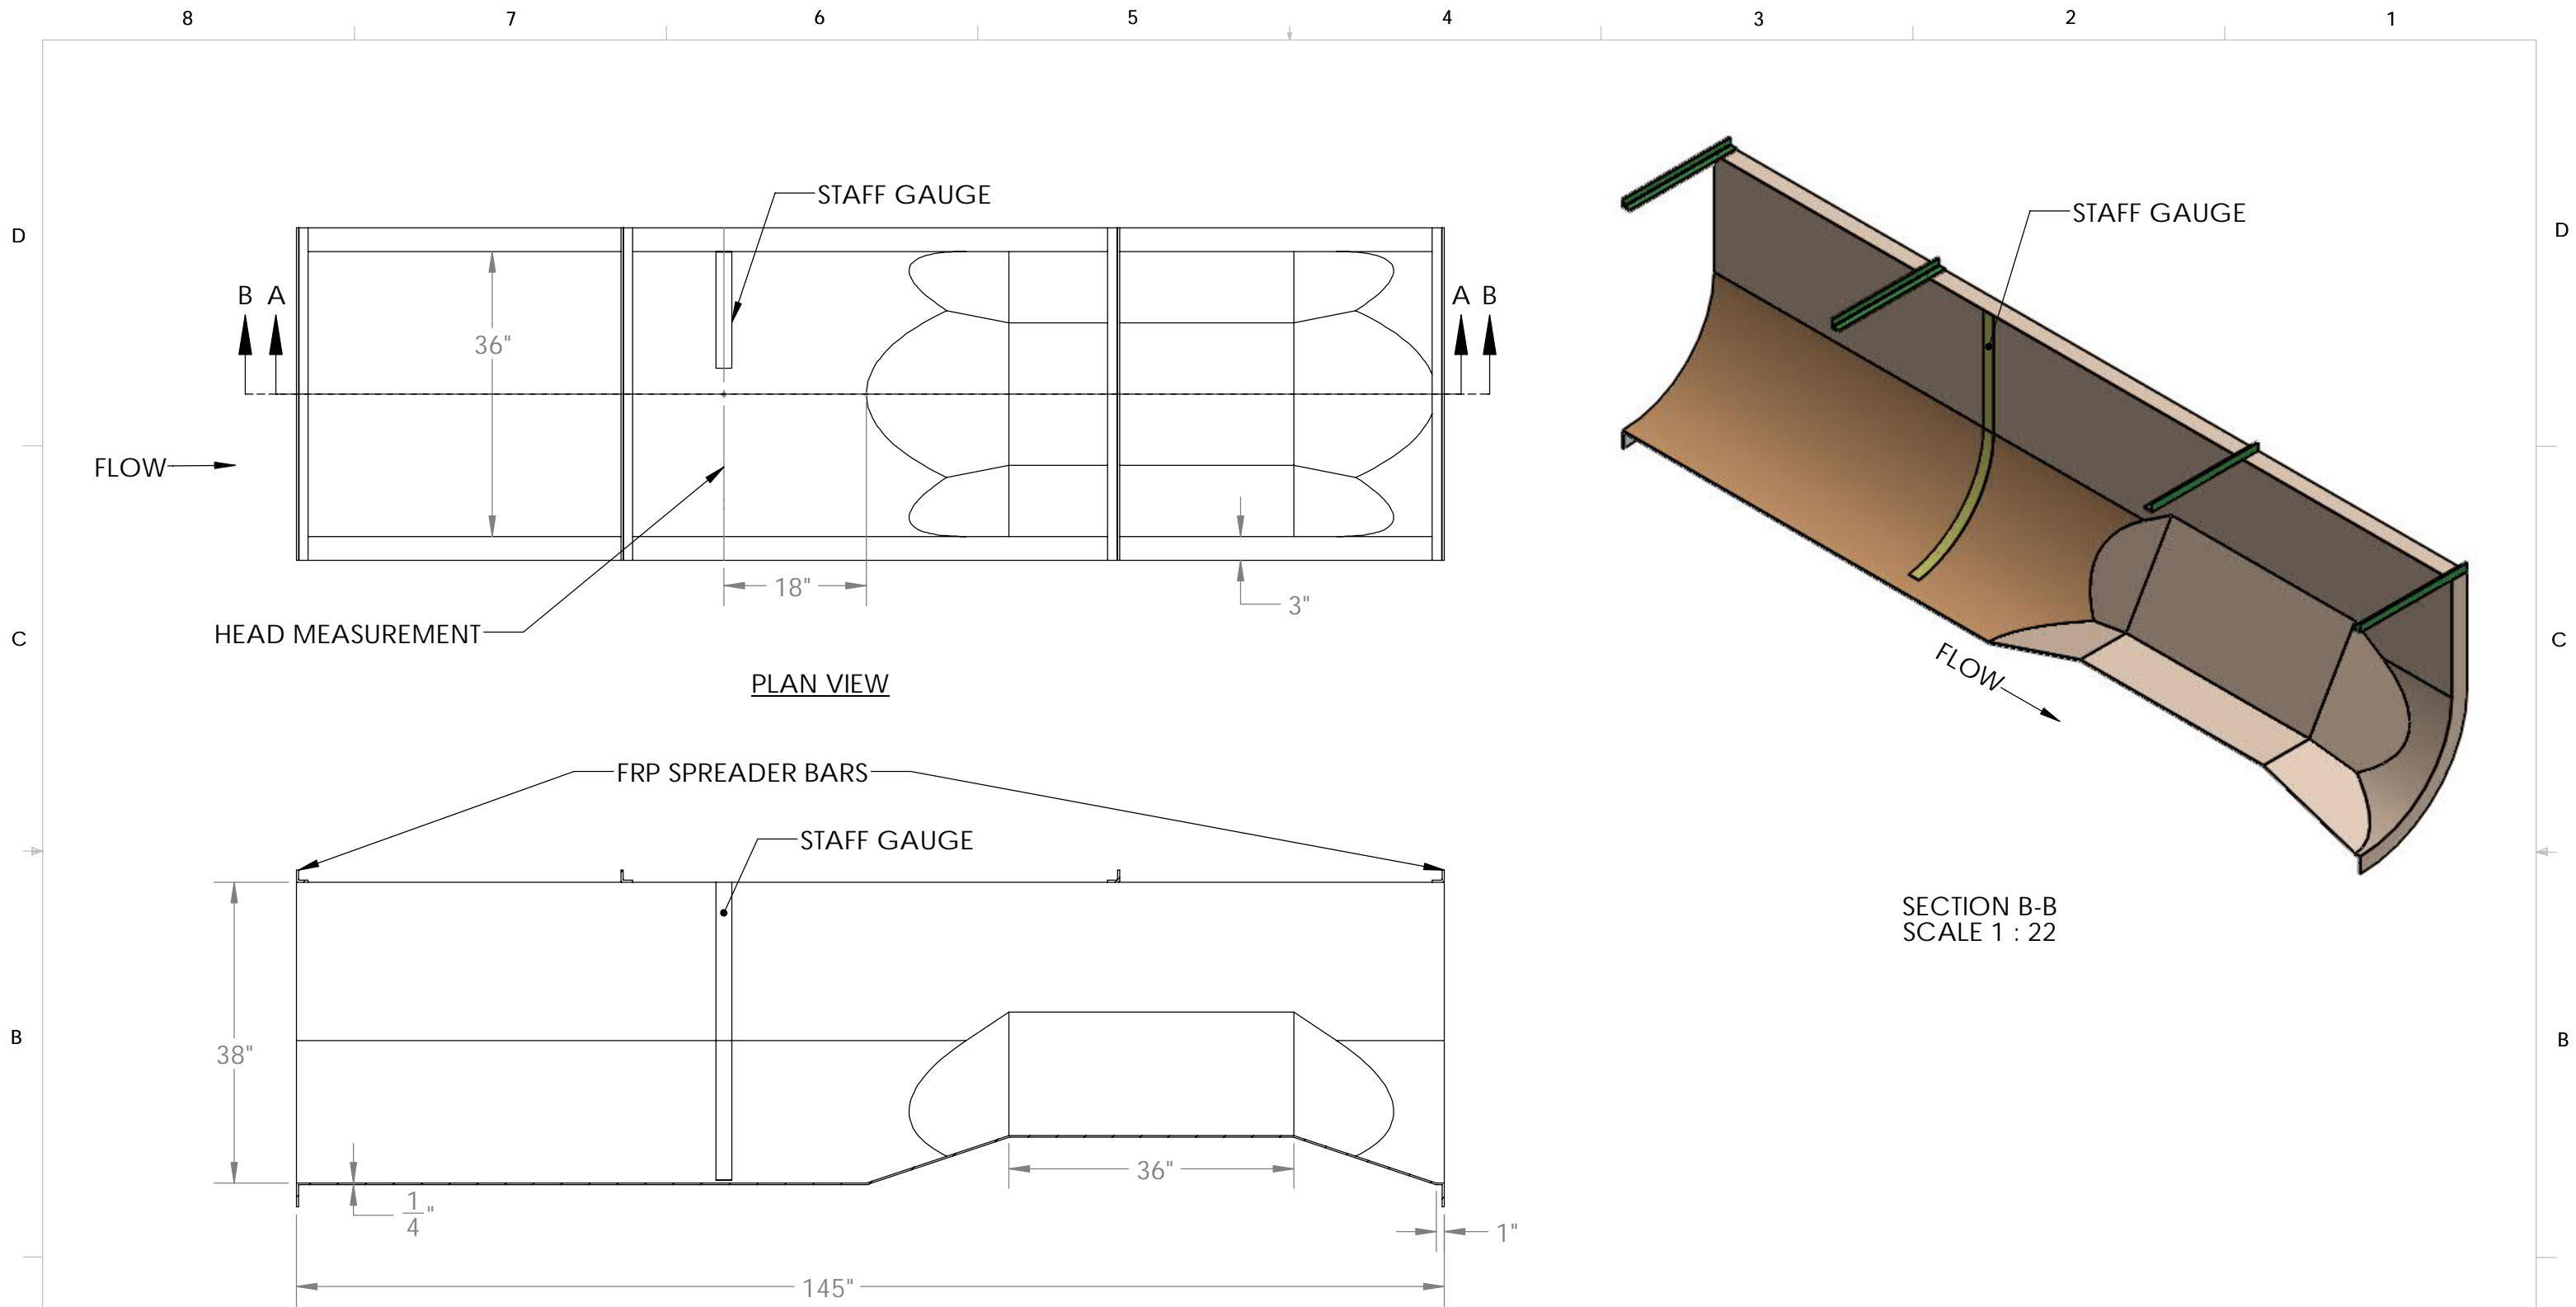 8 7 6 5 4 3 2 1
STAFF GAUGE
STAFF GAUGE
D D
B A A B
36"
FLOW
18"
3"
HEAD MEASUREMENT
C C
FLOW
PLAN VIEW
FRP SPREADER BARS
STAFF GAUGE
SECTION B-B
SCALE 1 : 22
B B
38"
36"
1/4"
1"
145"